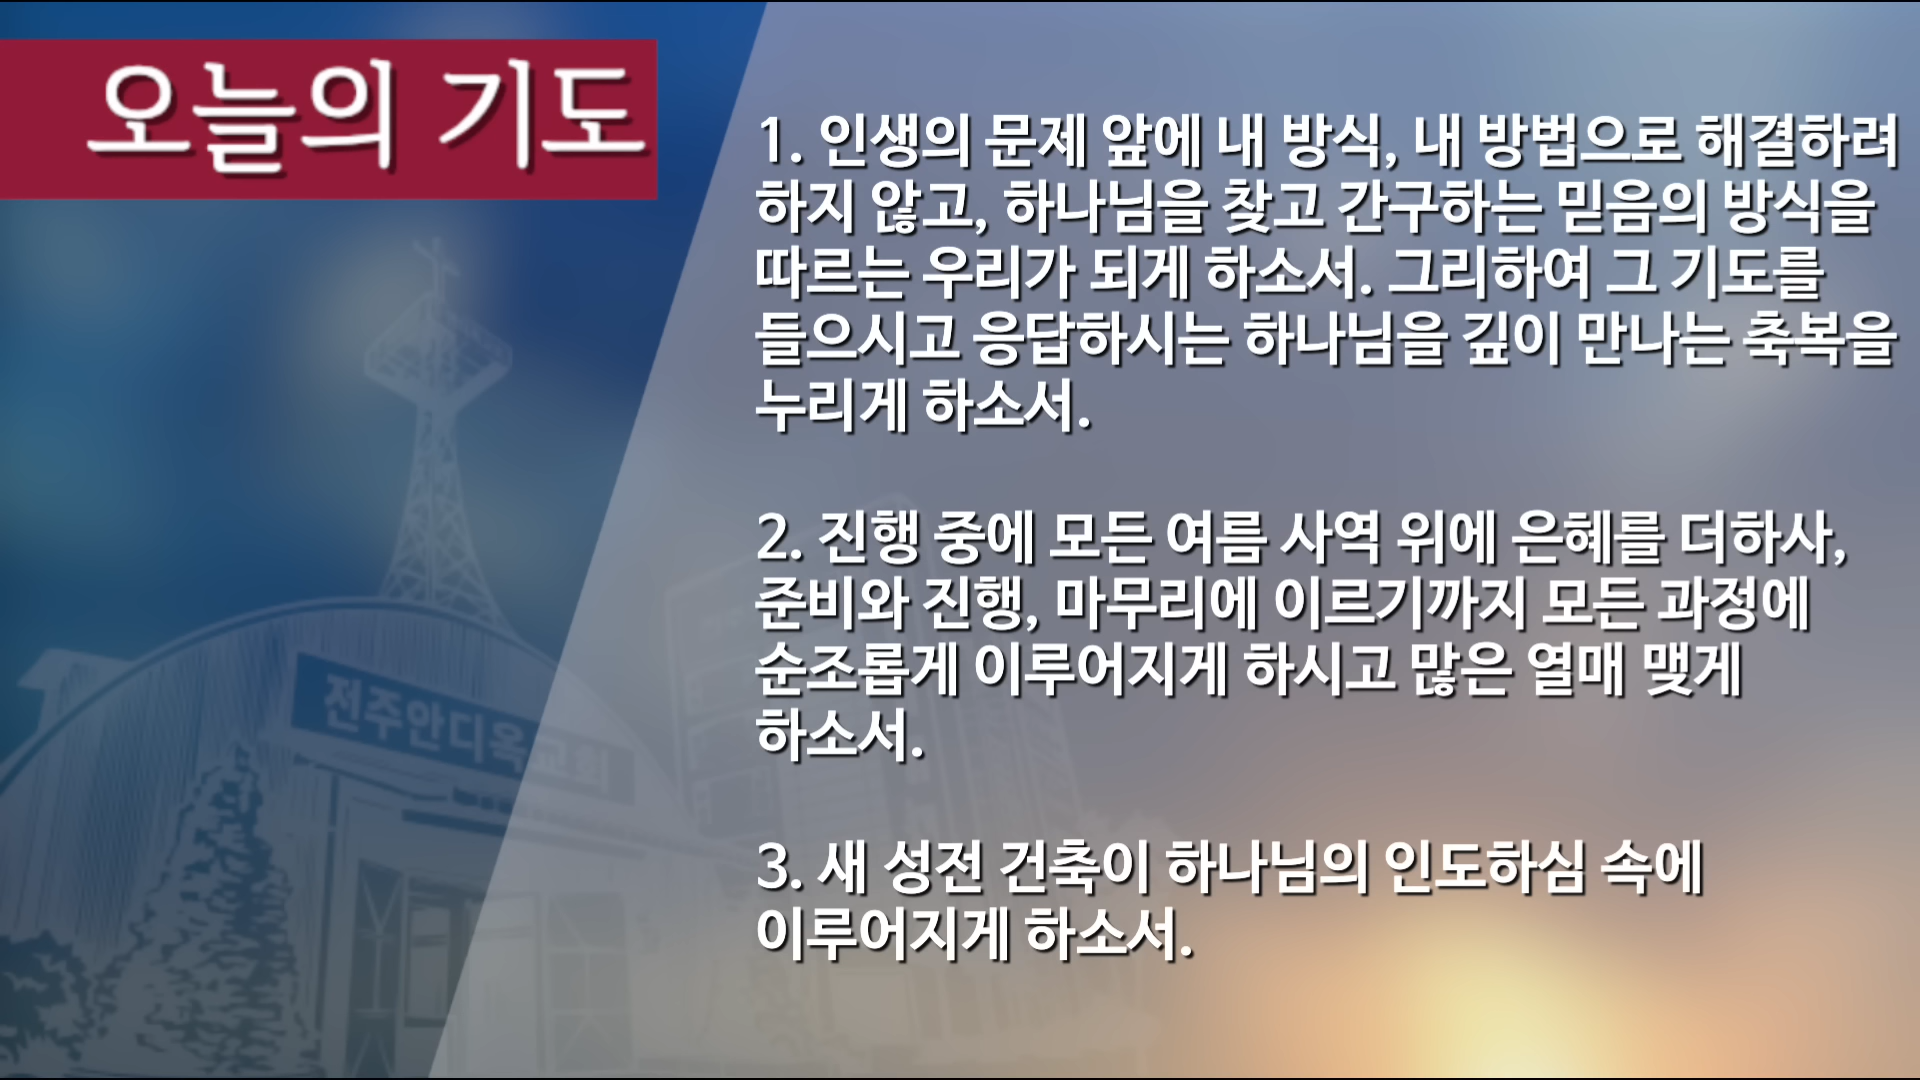 오늘의 기도
1. 인생의 문제 앞에 내 방식, 내 방법으로 해결하려
하지 않고, 하나님을 찾고 간구하는 믿음의 방식을
따르는 우리가 되게 하소서. 그리하여 그 기도를
들으시고 응답하시는 하나님을 깊이 만나는 축복을
누리게 하소서.
2. 진행 중에 모든 여름 사역 위에 은혜를 더하사,
준비와 진행, 마무리에 이르기까지 모든 과정에
순조롭게 이루어지게 하시고 많은 열매 맺게
하소서.
3. 새 성전 건축이 하나님의 인도하심 속에
이루어지게 하소서.
전주안디옥교회